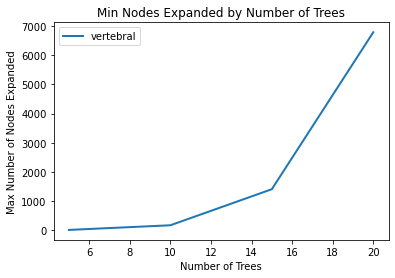 Min Nodes Expanded by Number of Trees
vertebral
Max Number of Nodes Expanded
7000
6000
5000
4000
3000
2000
1000
0
6 8 10 12 14 16 18 20
Number of Trees